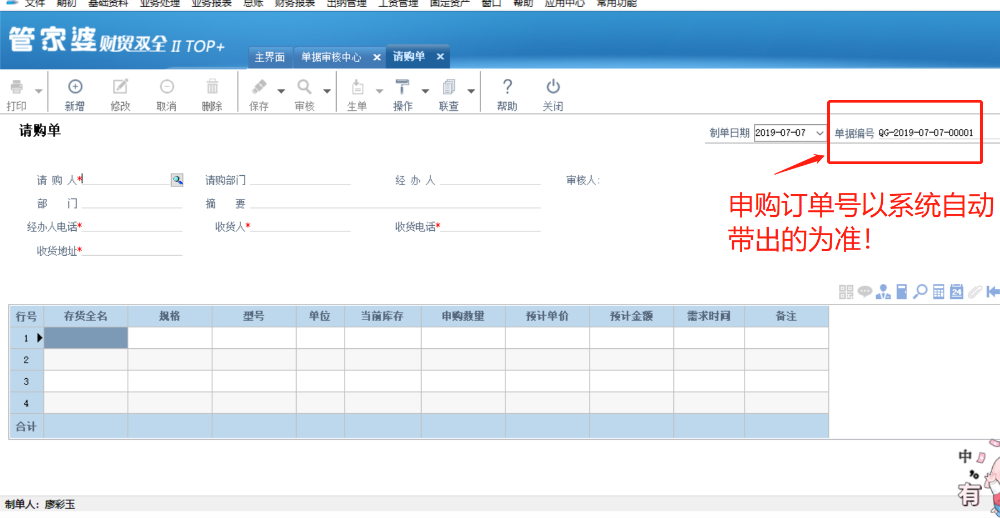 文件 期初 基础资料 业务处理 业务报表 总账 财务报表 出纳管理 工资管理 固定资产 窗口 帮助 应用中心 常用功能
管家婆 财贸双全 II TOP+
主界面 单据审核中心 × 请购单 ×
打印 新增 修改 取消 删除 保存 审核 生单 操作 联查 帮助 关闭
请购单
制单日期 2019-07-07 单据编号 QG-2019-07-07-00001
请购人* 请购部门 经办人 审核人:
部门 摘要
经办人电话* 收货人* 收货电话*
收货地址*
申购订单号以系统自动
带出的为准!
24
行号 存货全名 规格 型号 单位 当前库存 申购数量 预计单价 预计金额 需求时间 备注
1
2
3
4
合计
中
有
制单人: 廖彩玉